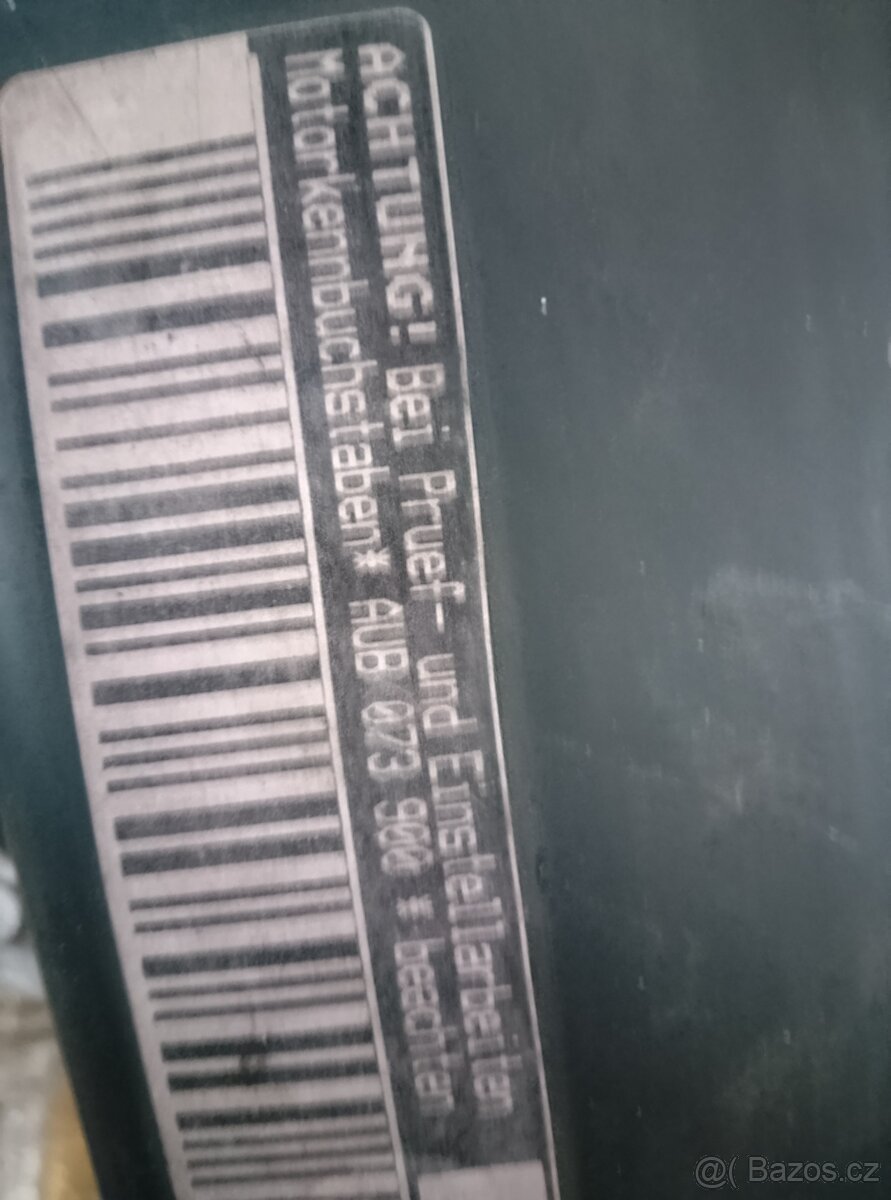 ACHTUNG! Bei Pruef- und Einstellarbeiten
Motorkennbuchstaben* AUB 073 900 *beachten
@( Bazos.cz